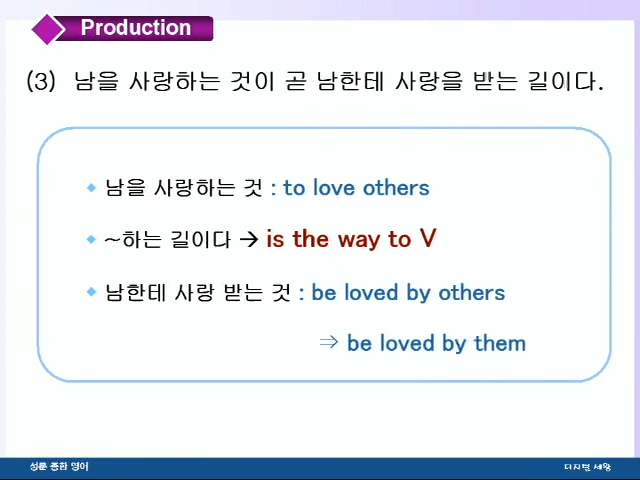 Production
(3) 남을 사랑하는 것이 곧 남한테 사랑을 받는 길이다.
◆ 남을 사랑하는 것 : to love others
◆ ~하는 길이다 → is the way to V
◆ 남한테 사랑 받는 것 : be loved by others
⇒ be loved by them
성문 종합 영어
디지털 세왕